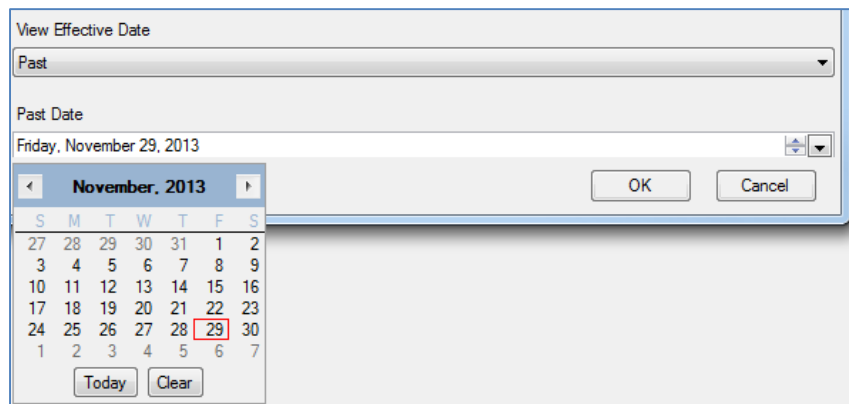 View Effective Date
Past
Past Date
Friday, November 29, 2013
November, 2013
OK Cancel
S M T W T F S
27 28 29 30 31 1 2
3 4 5 6 7 8 9
10 11 12 13 14 15 16
17 18 19 20 21 22 23
24 25 26 27 28 29 30
1 2 3 4 5 6 7
Today Clear